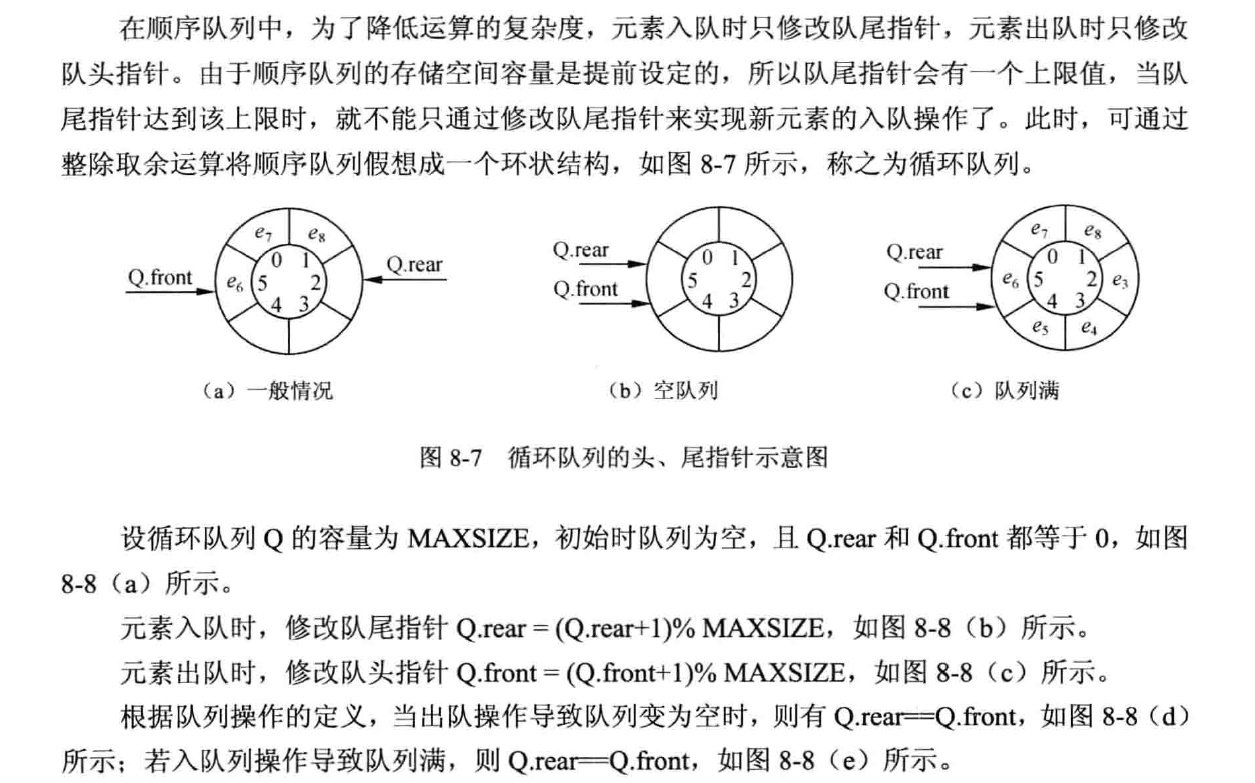 在顺序队列中，为了降低运算的复杂度，元素入队时只修改队尾指针，元素出队时只修改
队头指针。由于顺序队列的存储空间容量是提前设定的，所以队尾指针会有一个上限值，当队
尾指针达到该上限时，就不能只通过修改队尾指针来实现新元素的入队操作了。此时，可通过
整除取余运算将顺序队列假想成一个环状结构，如图 8-7 所示，称之为循环队列。
Q.front
e7 e8
e6
0 1
5 2
4 3
Q.rear
（a）一般情况
Q.rear
Q.front
0 1
5 2
4 3
（b）空队列
Q.rear
Q.front
e7 e8
e6 e3
e5 e4
0 1
5 2
4 3
（c）队列满
图 8-7 循环队列的头、尾指针示意图
设循环队列 Q 的容量为 MAXSIZE，初始时队列为空，且 Q.rear 和 Q.front 都等于 0，如图
8-8（a）所示。
元素入队时，修改队尾指针 Q.rear = (Q.rear+1)% MAXSIZE，如图 8-8（b）所示。
元素出队时，修改队头指针 Q.front = (Q.front+1)% MAXSIZE，如图 8-8（c）所示。
根据队列操作的定义，当出队操作导致队列变为空时，则有 Q.rear==Q.front，如图 8-8（d）
所示；若入队列操作导致队列满，则 Q.rear==Q.front，如图 8-8（e）所示。